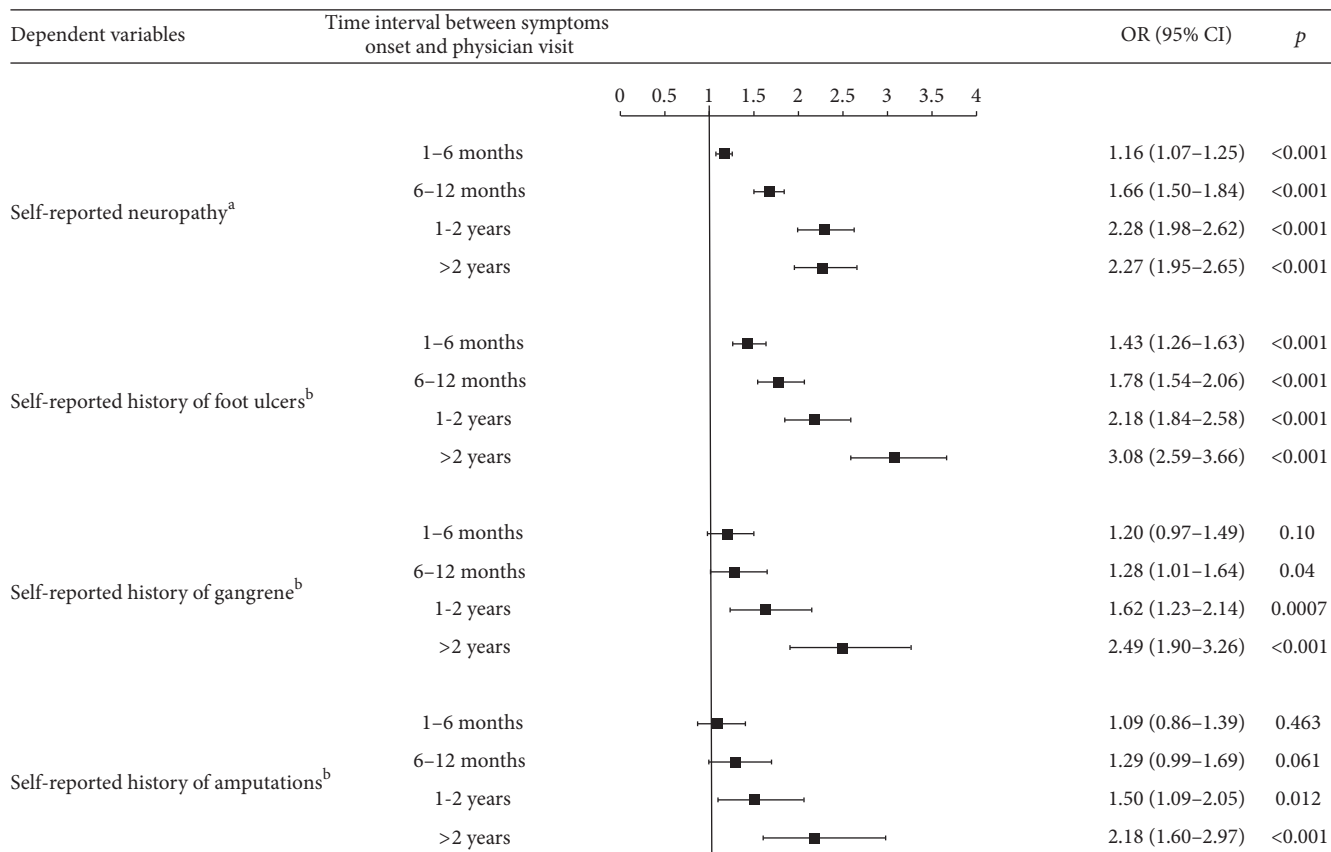 Dependent variables
Time interval between symptoms
onset and physician visit
OR (95% CI)
p
0 0.5 1 1.5 2 2.5 3 3.5 4
Self-reported neuropathyᵃ
1–6 months 1.16 (1.07–1.25) <0.001
6–12 months 1.66 (1.50–1.84) <0.001
1-2 years 2.28 (1.98–2.62) <0.001
>2 years 2.27 (1.95–2.65) <0.001
Self-reported history of foot ulcersᵇ
1–6 months 1.43 (1.26–1.63) <0.001
6–12 months 1.78 (1.54–2.06) <0.001
1-2 years 2.18 (1.84–2.58) <0.001
>2 years 3.08 (2.59–3.66) <0.001
Self-reported history of gangreneᵇ
1–6 months 1.20 (0.97–1.49) 0.10
6–12 months 1.28 (1.01–1.64) 0.04
1-2 years 1.62 (1.23–2.14) 0.0007
>2 years 2.49 (1.90–3.26) <0.001
Self-reported history of amputationsᵇ
1–6 months 1.09 (0.86–1.39) 0.463
6–12 months 1.29 (0.99–1.69) 0.061
1-2 years 1.50 (1.09–2.05) 0.012
>2 years 2.18 (1.60–2.97) <0.001